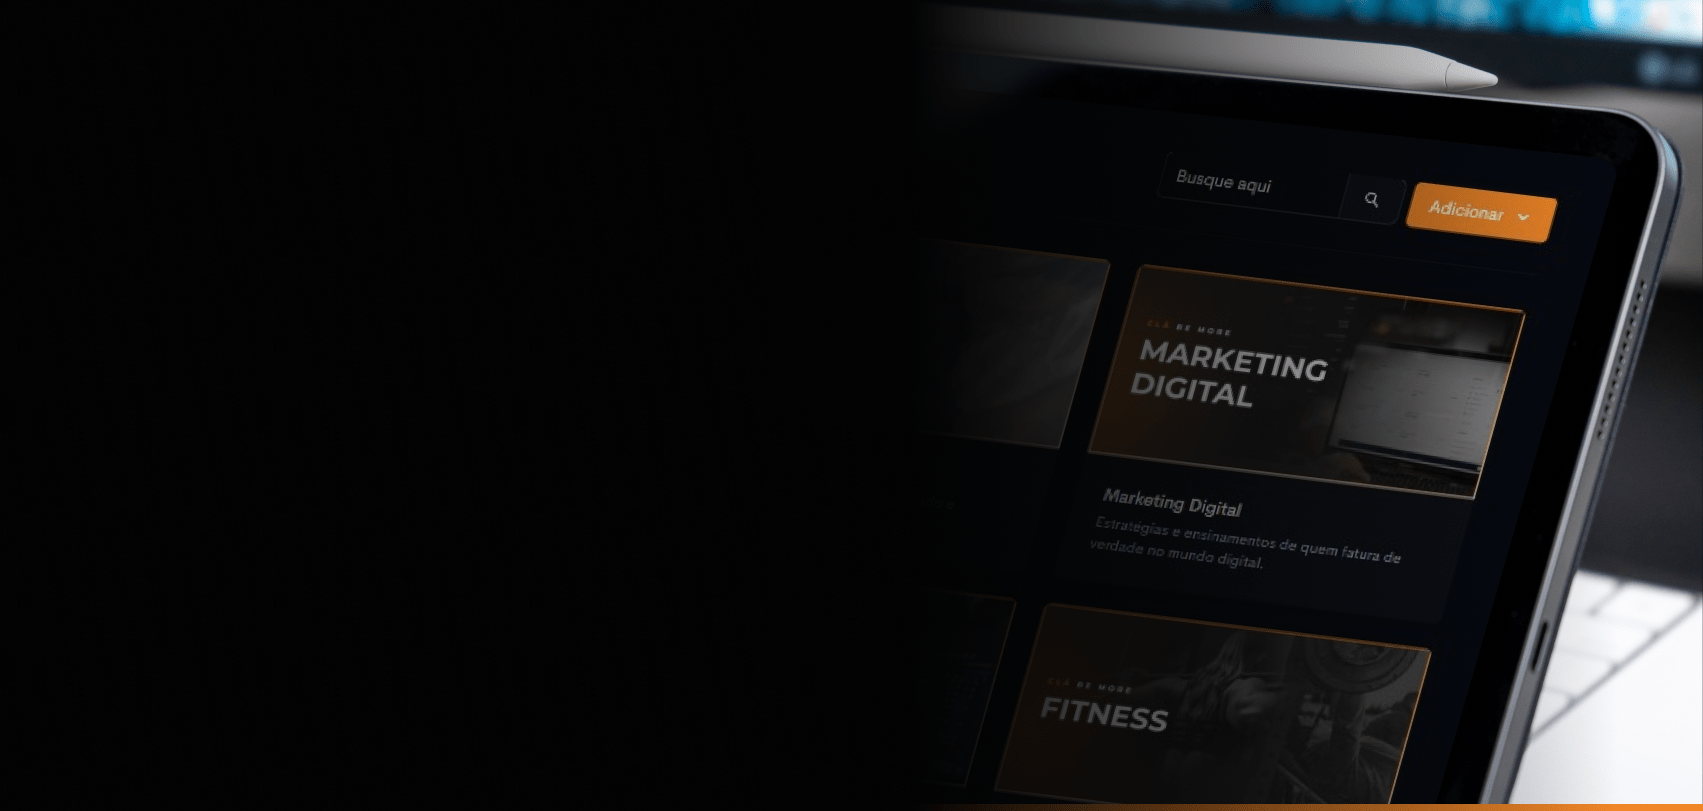 Busque aqui
Adicionar
CLÃ BE MORE
MARKETING
DIGITAL
Marketing Digital
Estratégias e ensinamentos de quem fatura de
verdade no mundo digital.
CLÃ BE MORE
FITNESS